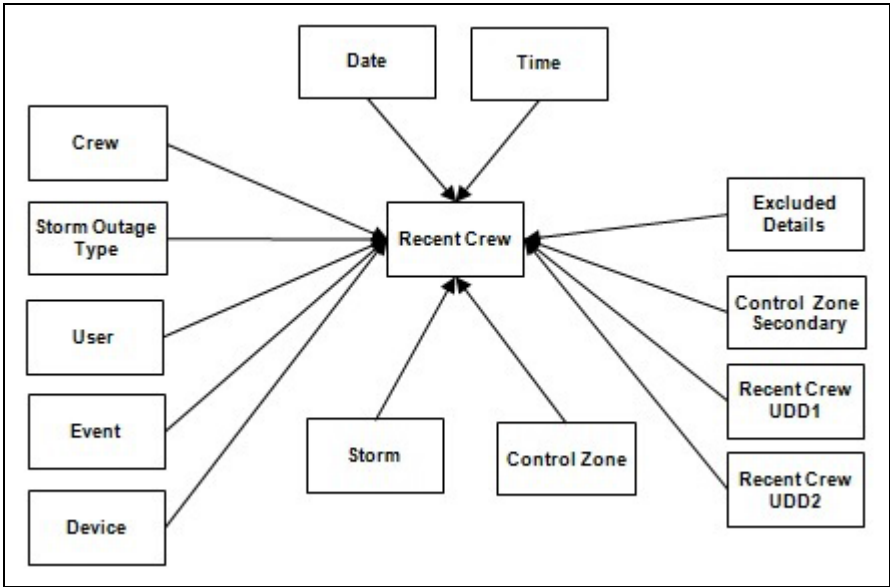 Date
Time
Crew
Storm Outage
Type
User
Event
Device
Recent Crew
Storm
Control Zone
Excluded
Details
Control Zone
Secondary
Recent Crew
UDD1
Recent Crew
UDD2